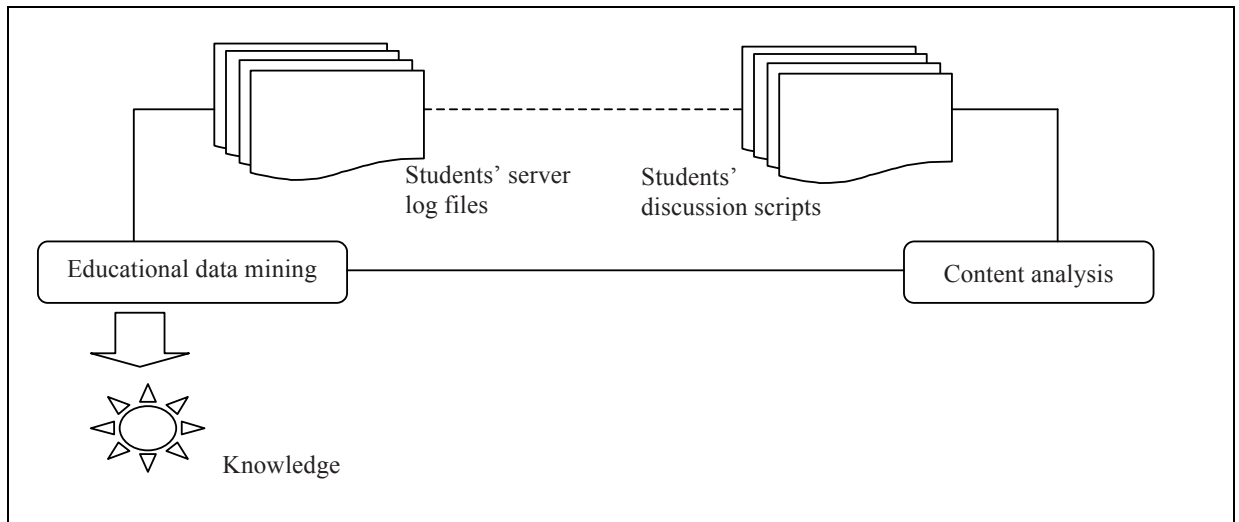 Students’ server
log files
Students’
discussion scripts
Educational data mining
Content analysis
Knowledge